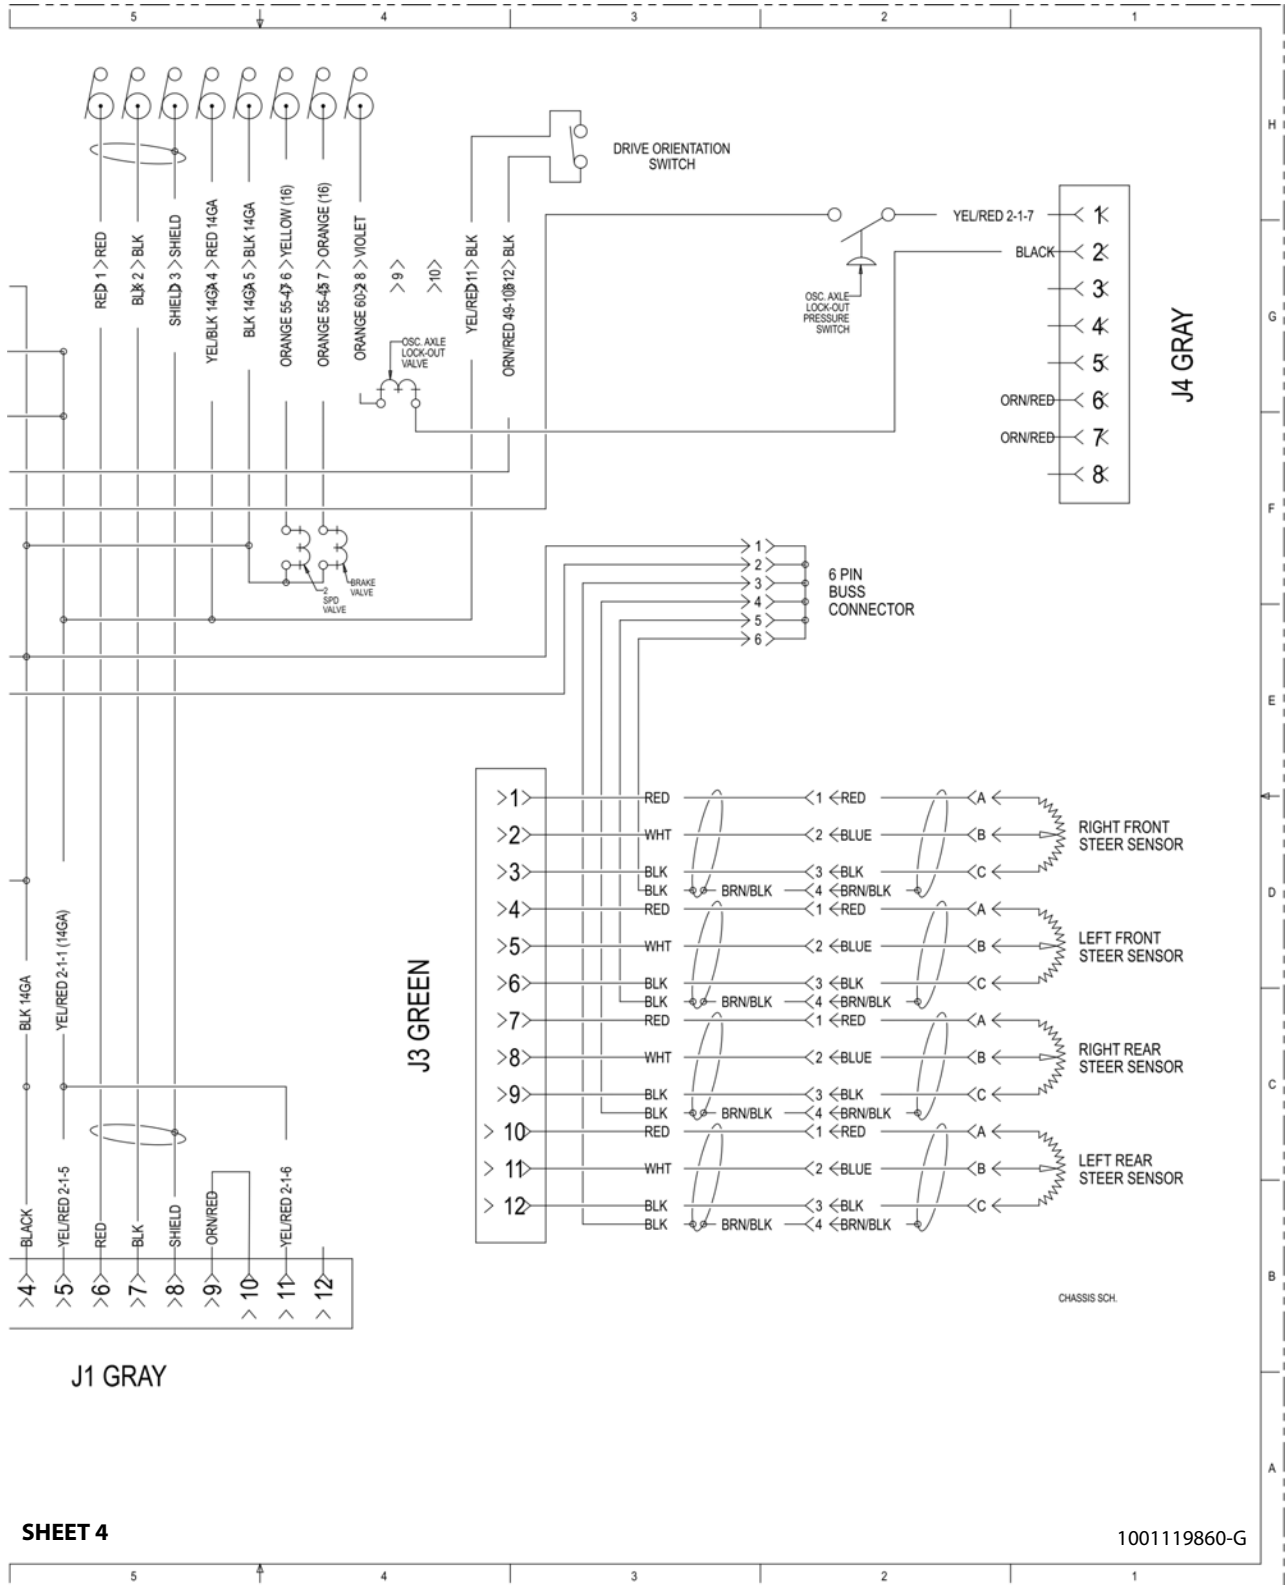 5 4 3 2 1
H
G
F
E
D
C
B
A
DRIVE ORIENTATION
SWITCH
RED 1 RED
BLK 2 BLK
SHIELD 3 SHIELD
YEL/BLK 14GA 4 RED 14GA
BLK 14GA 5 BLK 14GA
ORANGE 55-4 6 YELLOW (16)
ORANGE 55-45 7 ORANGE (16)
ORANGE 60-2 8 VIOLET
9
10
YEL/RED 11 BLK
ORN/RED 49-10 12 BLK
OSC. AXLE
LOCK-OUT
VALVE
OSC. AXLE
LOCK-OUT
PRESSURE
SWITCH
YEL/RED 2-1-7 1
BLACK 2
3
4
5
ORN/RED 6
ORN/RED 7
8
J4 GRAY
2
SPD
VALVE
BRAKE
VALVE
1
2
3
4
5
6
6 PIN
BUSS
CONNECTOR
J3 GREEN
1 RED 1 RED A
2 WHT 2 BLUE B
3 BLK 3 BLK C
BLK BRN/BLK 4 BRN/BLK
RIGHT FRONT
STEER SENSOR
4 RED 1 RED A
5 WHT 2 BLUE B
6 BLK 3 BLK C
BLK BRN/BLK 4 BRN/BLK
LEFT FRONT
STEER SENSOR
7 RED 1 RED A
8 WHT 2 BLUE B
9 BLK 3 BLK C
BLK BRN/BLK 4 BRN/BLK
RIGHT REAR
STEER SENSOR
10 RED 1 RED A
11 WHT 2 BLUE B
12 BLK 3 BLK C
BLK BRN/BLK 4 BRN/BLK
LEFT REAR
STEER SENSOR
BLK 14GA
YEL/RED 2-1-1 (14GA)
BLACK 4
YEL/RED 2-1-5 5
RED 6
BLK 7
SHIELD 8
ORN/RED 9
10
YEL/RED 2-1-6 11
12
J1 GRAY
CHASSIS SCH.
SHEET 4
1001119860-G
5 4 3 2 1